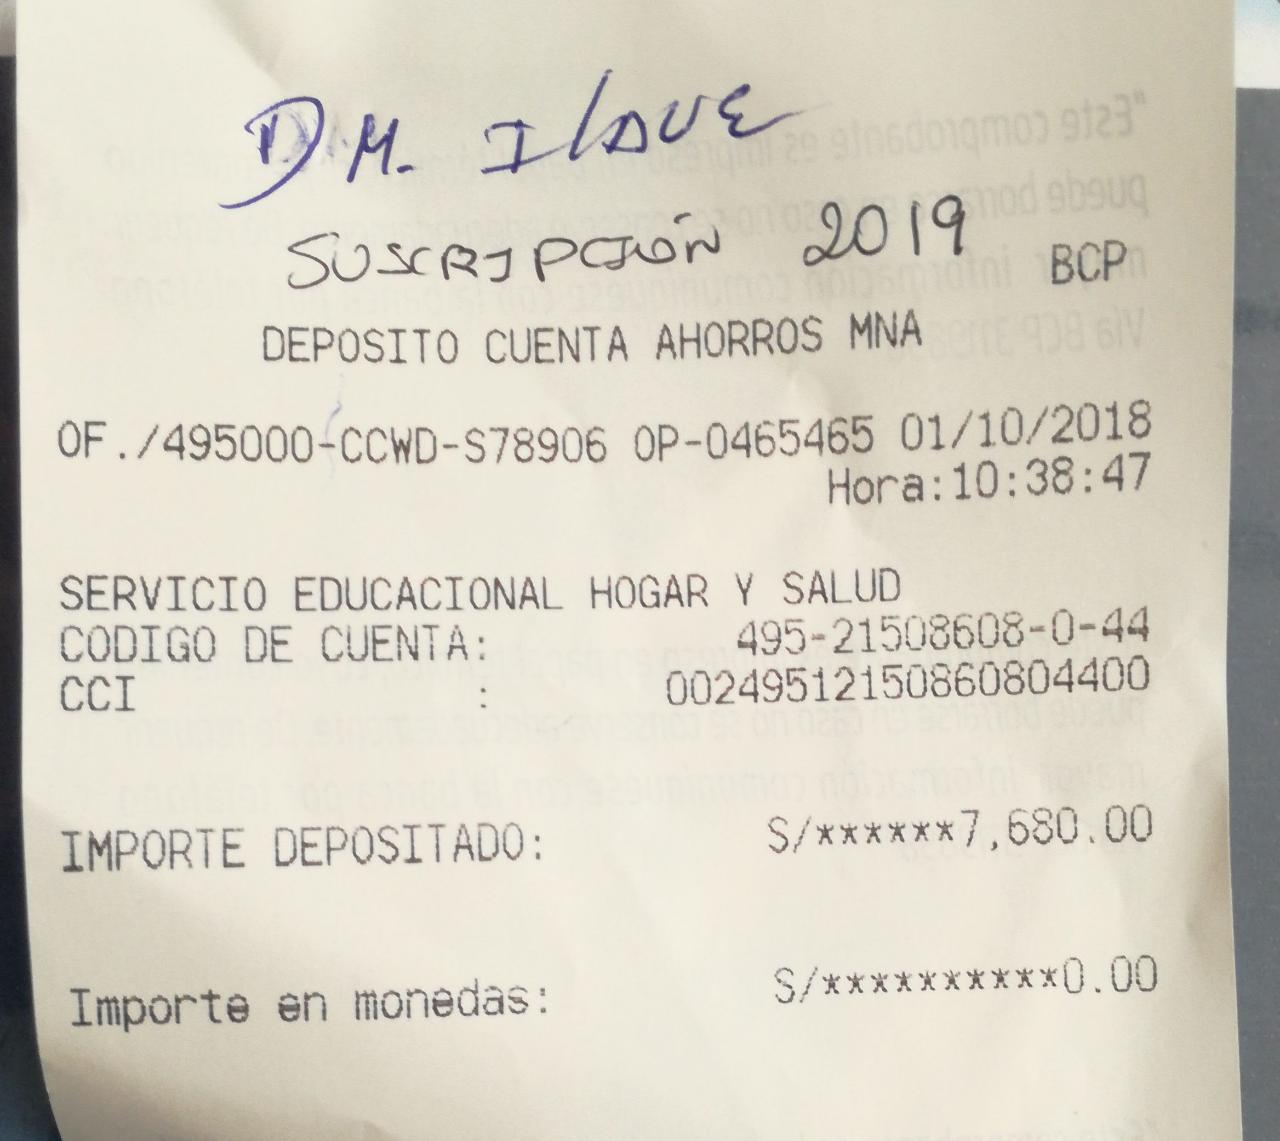 D.M. Ilave
SUSCRIPCIÓN 2019
BCP
DEPOSITO CUENTA AHORROS MNA
OF./495000-CCWD-S78906 OP-0465465 01/10/2018
Hora:10:38:47
SERVICIO EDUCACIONAL HOGAR Y SALUD
CODIGO DE CUENTA: 495-21508608-0-44
CCI : 00249512150860804400
IMPORTE DEPOSITADO: S/******7,680.00
Importe en monedas: S/**********0.00